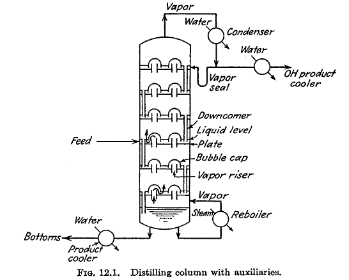 Vapor
Water
Condenser
Water
Vapor
seal
OH product
cooler
Downcomer
Liquid level
Feed
Plate
Bubble cap
Vapor riser
Vapor
Steam
Reboiler
Water
Bottoms
Product
cooler
Fig. 12.1. Distilling column with auxiliaries.